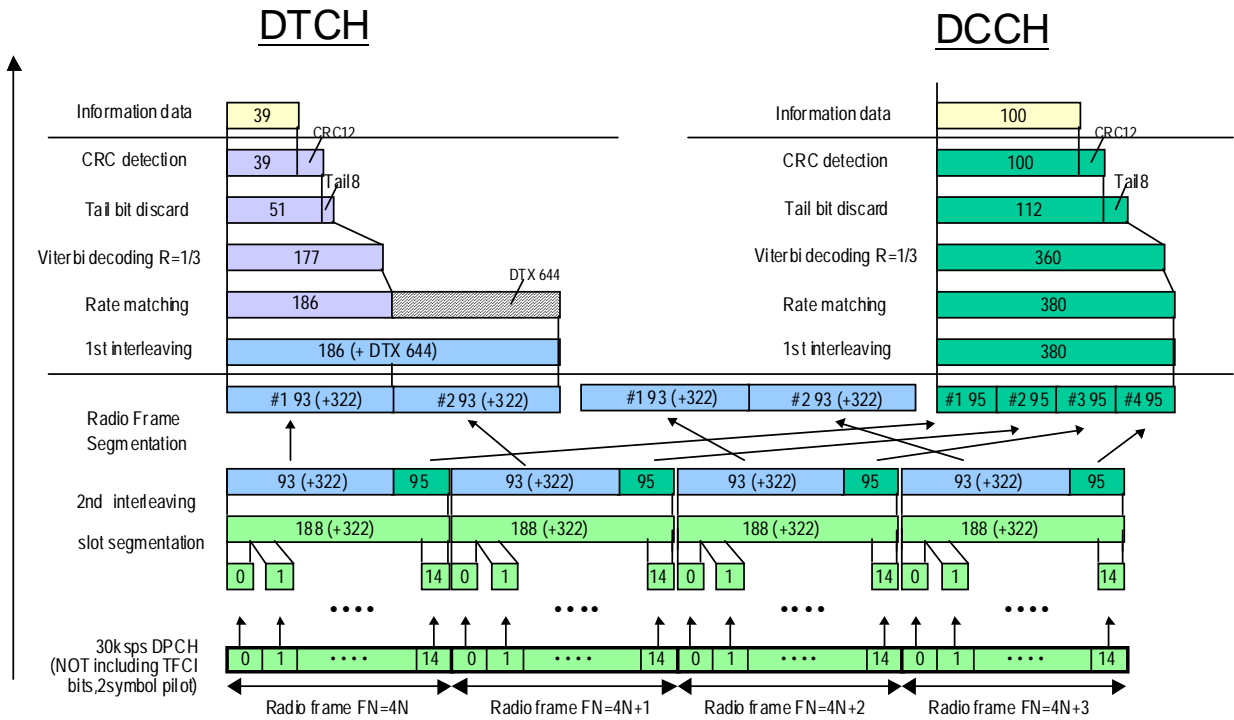 DTCH DCCH
Information data 39 Information data 100
CRC12 CRC12
CRC detection 39 CRC detection 100
Tail8 Tail8
Tail bit discard 51 Tail bit discard 112
Viterbi decoding R=1/3 177 Viterbi decoding R=1/3 360
DTX 644
Rate matching 186 Rate matching 380
1st interleaving 186 (+ DTX 644) 1st interleaving 380
#1 93 (+322) #2 93 (+322) #1 93 (+322) #2 93 (+322) #1 95 #2 95 #3 95 #4 95
Radio Frame
Segmentation
93 (+322) 95 93 (+322) 95 93 (+322) 95 93 (+322) 95
2nd interleaving
188 (+322) 188 (+322) 188 (+322) 188 (+322)
slot segmentation
0 1 14 0 1 14 0 1 14 0 1 14
•••• •••• •••• ••••
30ksps DPCH
(NOT including TFCI
bits,2symbol pilot)
0 1 •••• 14 0 1 •••• 14 0 1 •••• 14 0 1 •••• 14
Radio frame FN=4N Radio frame FN=4N+1 Radio frame FN=4N+2 Radio frame FN=4N+3